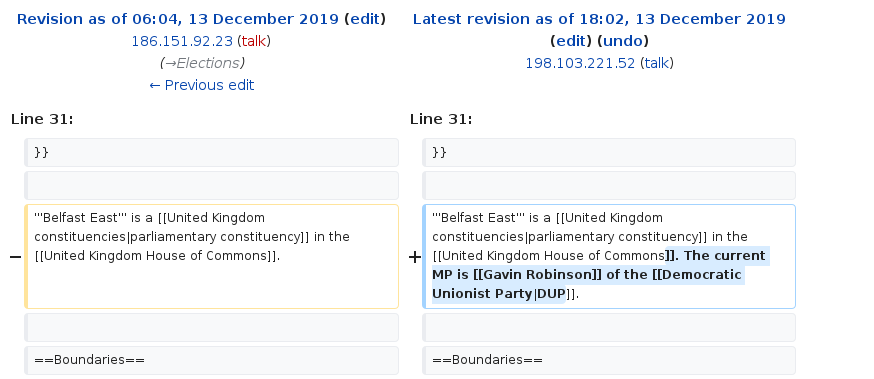 Revision as of 06:04, 13 December 2019 (edit)
186.151.92.23 (talk)
(→Elections)
← Previous edit
Latest revision as of 18:02, 13 December 2019
(edit) (undo)
198.103.221.52 (talk)
Line 31:
Line 31:
}}
}}
− '''Belfast East''' is a [[United Kingdom
constituencies|parliamentary constituency]] in the
[[United Kingdom House of Commons]].
+ '''Belfast East''' is a [[United Kingdom
constituencies|parliamentary constituency]] in the
[[United Kingdom House of Commons]]. The current
MP is [[Gavin Robinson]] of the [[Democratic
Unionist Party|DUP]].
==Boundaries==
==Boundaries==